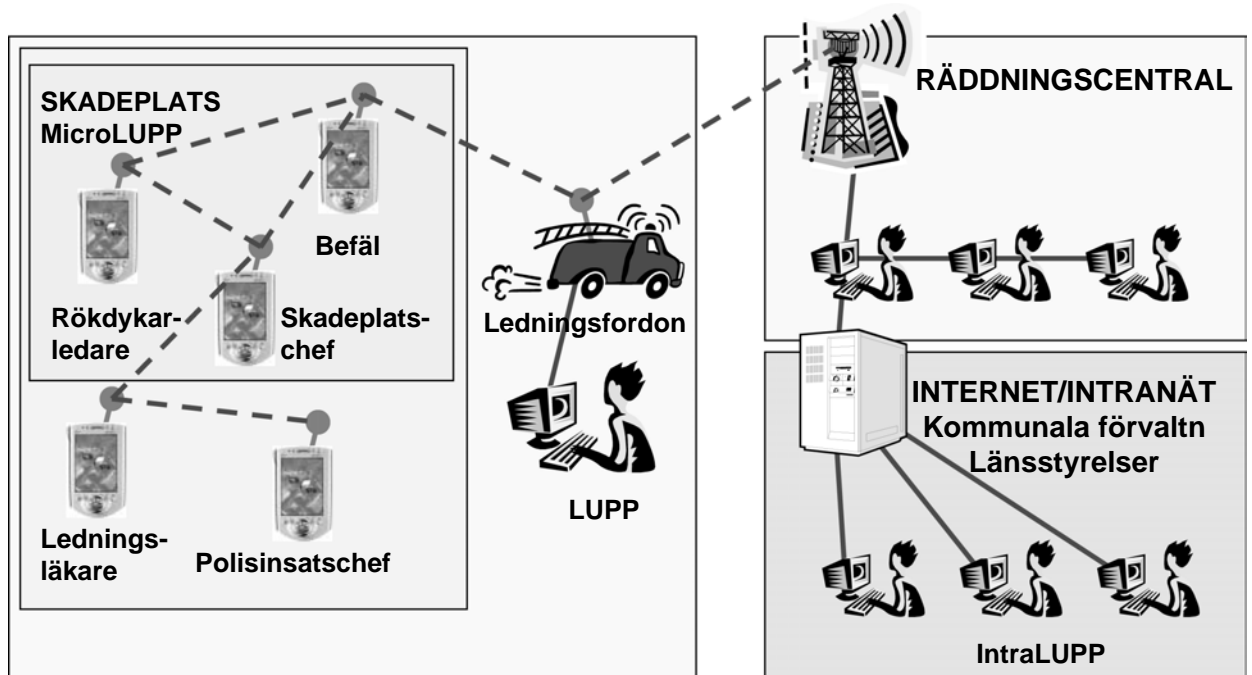 SKADEPLATS
MicroLUPP
Befäl
Rökdykar-
ledare
Skadeplats-
chef
Lednings-
läkare
Polisinsatschef
Ledningsfordon
LUPP
RÄDDNINGSCENTRAL
INTERNET/INTRANÄT
Kommunala förvaltn
Länsstyrelser
IntraLUPP